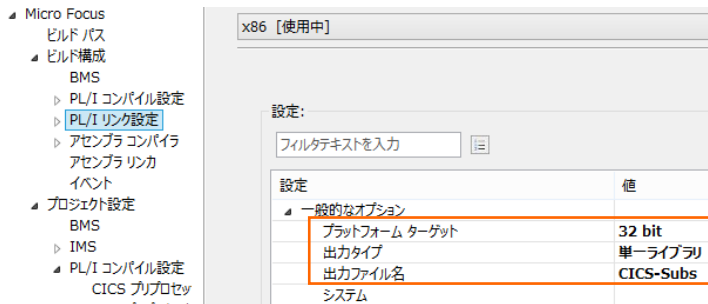 Micro Focus
ビルド パス
ビルド構成
BMS
PL/I コンパイル設定
PL/I リンク設定
アセンブラ コンパイラ
アセンブラ リンカ
イベント
プロジェクト設定
BMS
IMS
PL/I コンパイル設定
CICS プリプロセッ
x86 [使用中]
設定:
フィルタテキストを入力
設定 値
一般的なオプション
プラットフォーム ターゲット 32 bit
出力タイプ 単一ライブラリ
出力ファイル名 CICS-Subs
システム